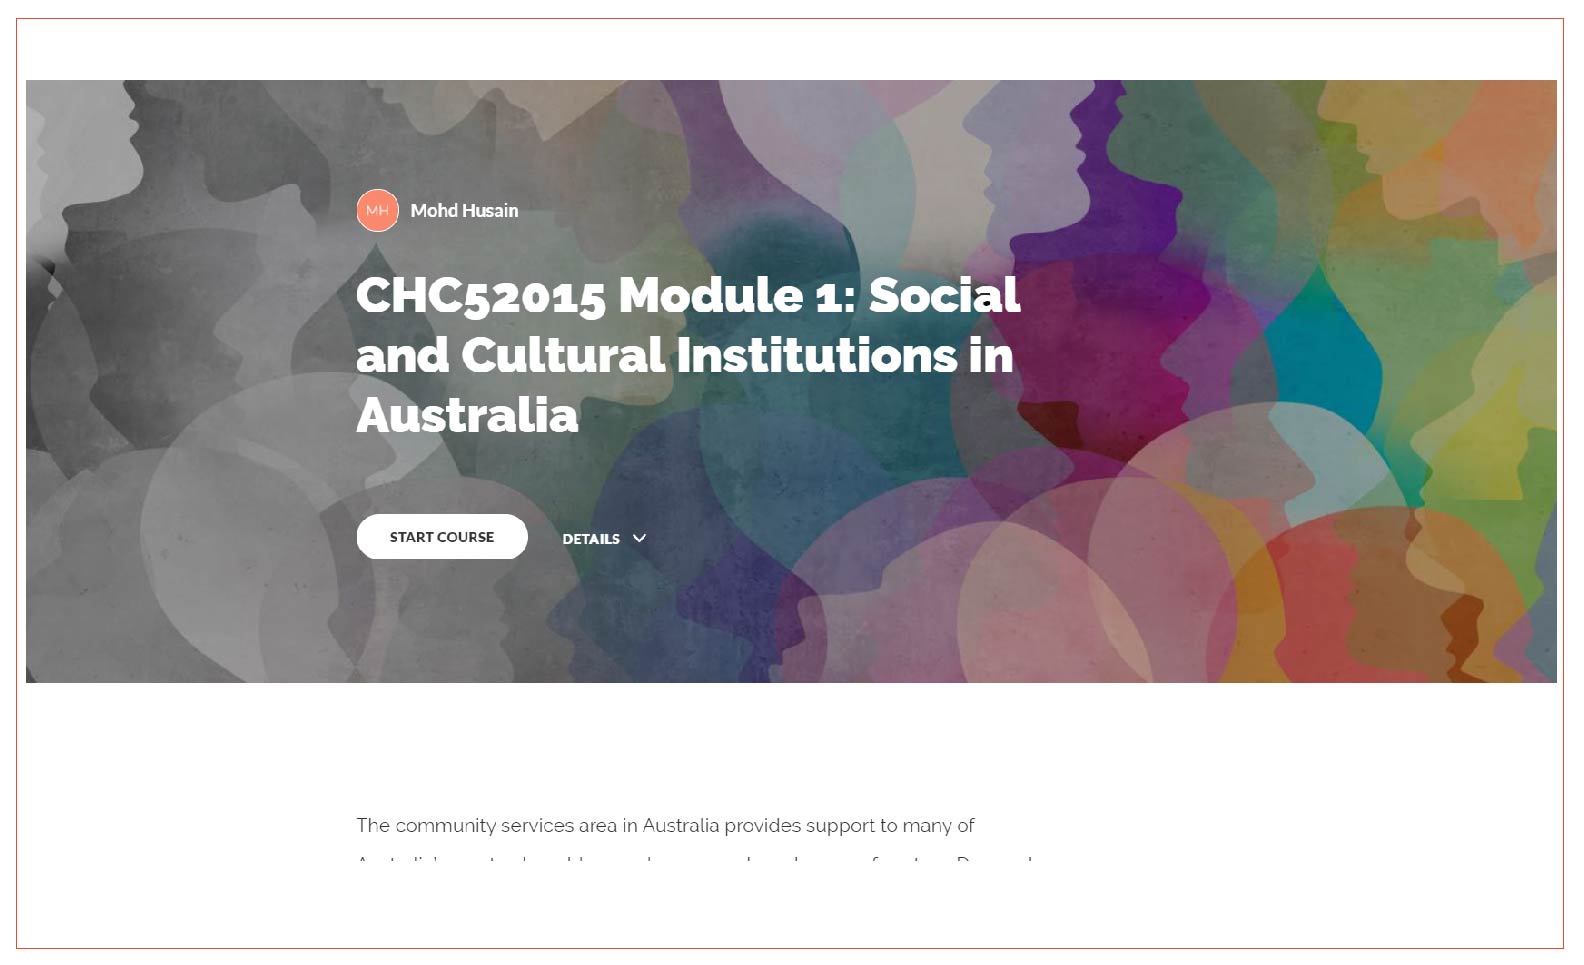 MH
Mohd Husain
CHC52015 Module 1: Social
and Cultural Institutions in
Australia
START COURSE
DETAILS
The community services area in Australia provides support to many of